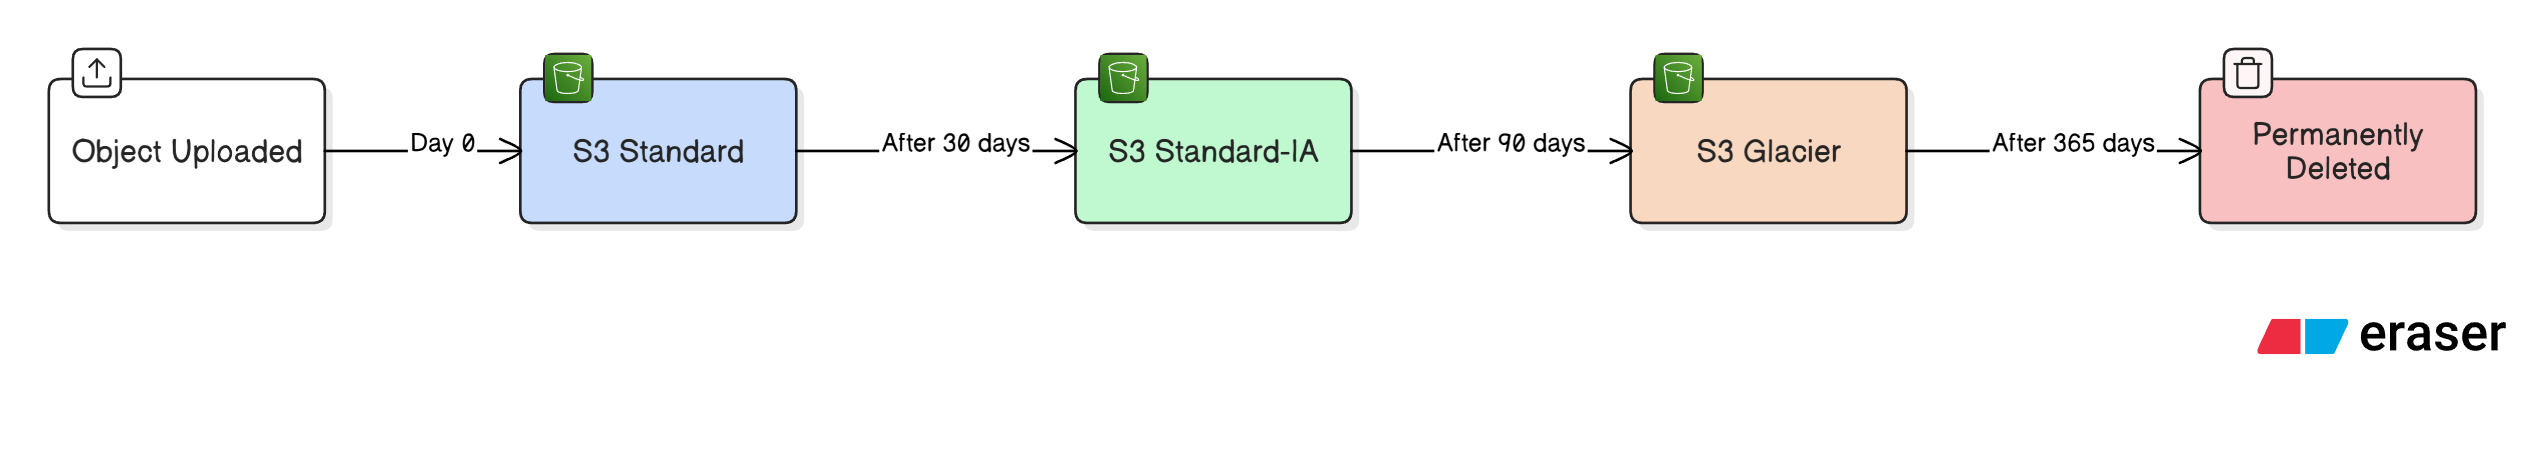 Object Uploaded
Day 0
S3 Standard
After 30 days
S3 Standard-IA
After 90 days
S3 Glacier
After 365 days
Permanently
Deleted
eraser